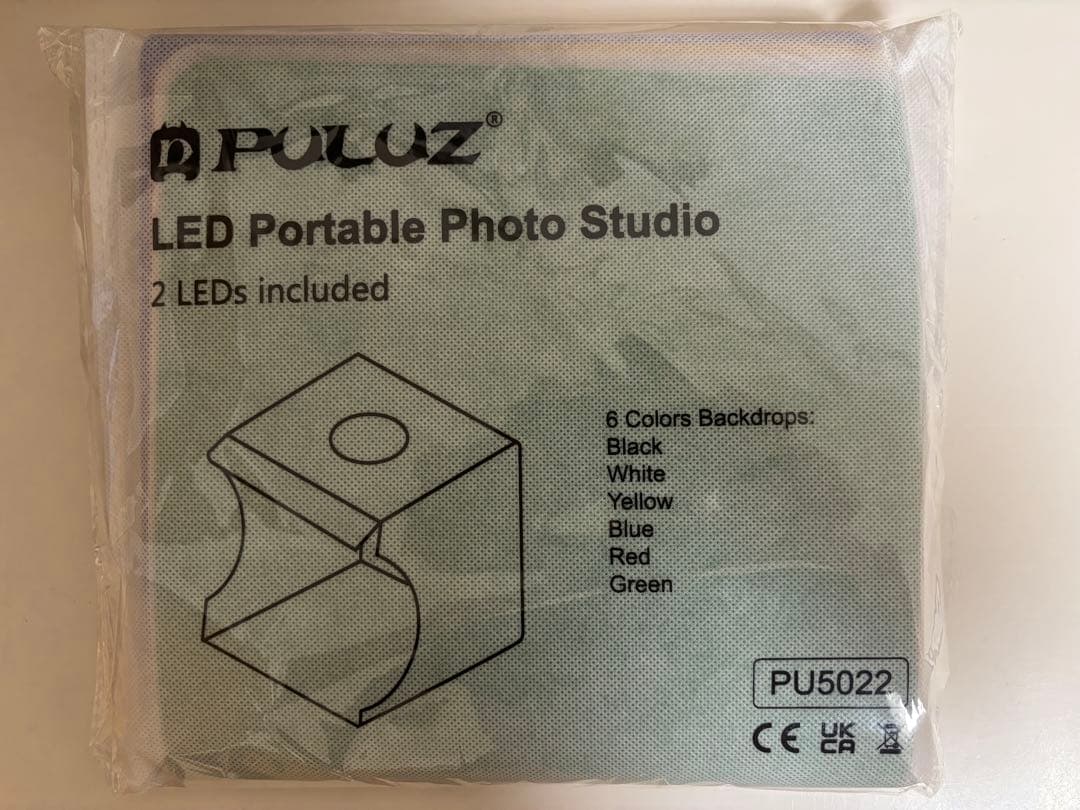 PULUZ®
LED Portable Photo Studio
2 LEDs included
6 Colors Backdrops:
Black
White
Yellow
Blue
Red
Green
PU5022
CE UK CA